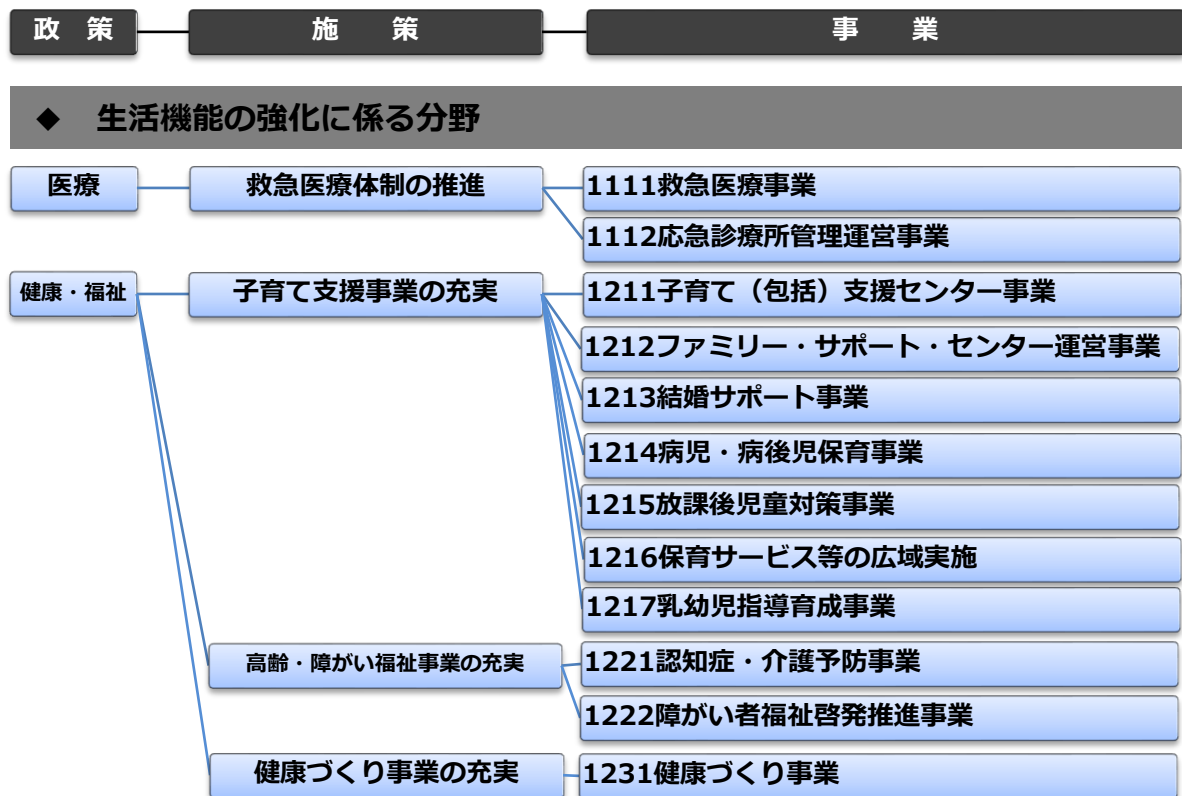 政　策　施　策　事　業
◆　生活機能の強化に係る分野
医療　救急医療体制の推進　1111救急医療事業
1112応急診療所管理運営事業
健康・福祉　子育て支援事業の充実　1211子育て（包括）支援センター事業
1212ファミリー・サポート・センター運営事業
1213結婚サポート事業
1214病児・病後児保育事業
1215放課後児童対策事業
1216保育サービス等の広域実施
1217乳幼児指導育成事業
高齢・障がい福祉事業の充実　1221認知症・介護予防事業
1222障がい者福祉啓発推進事業
健康づくり事業の充実　1231健康づくり事業